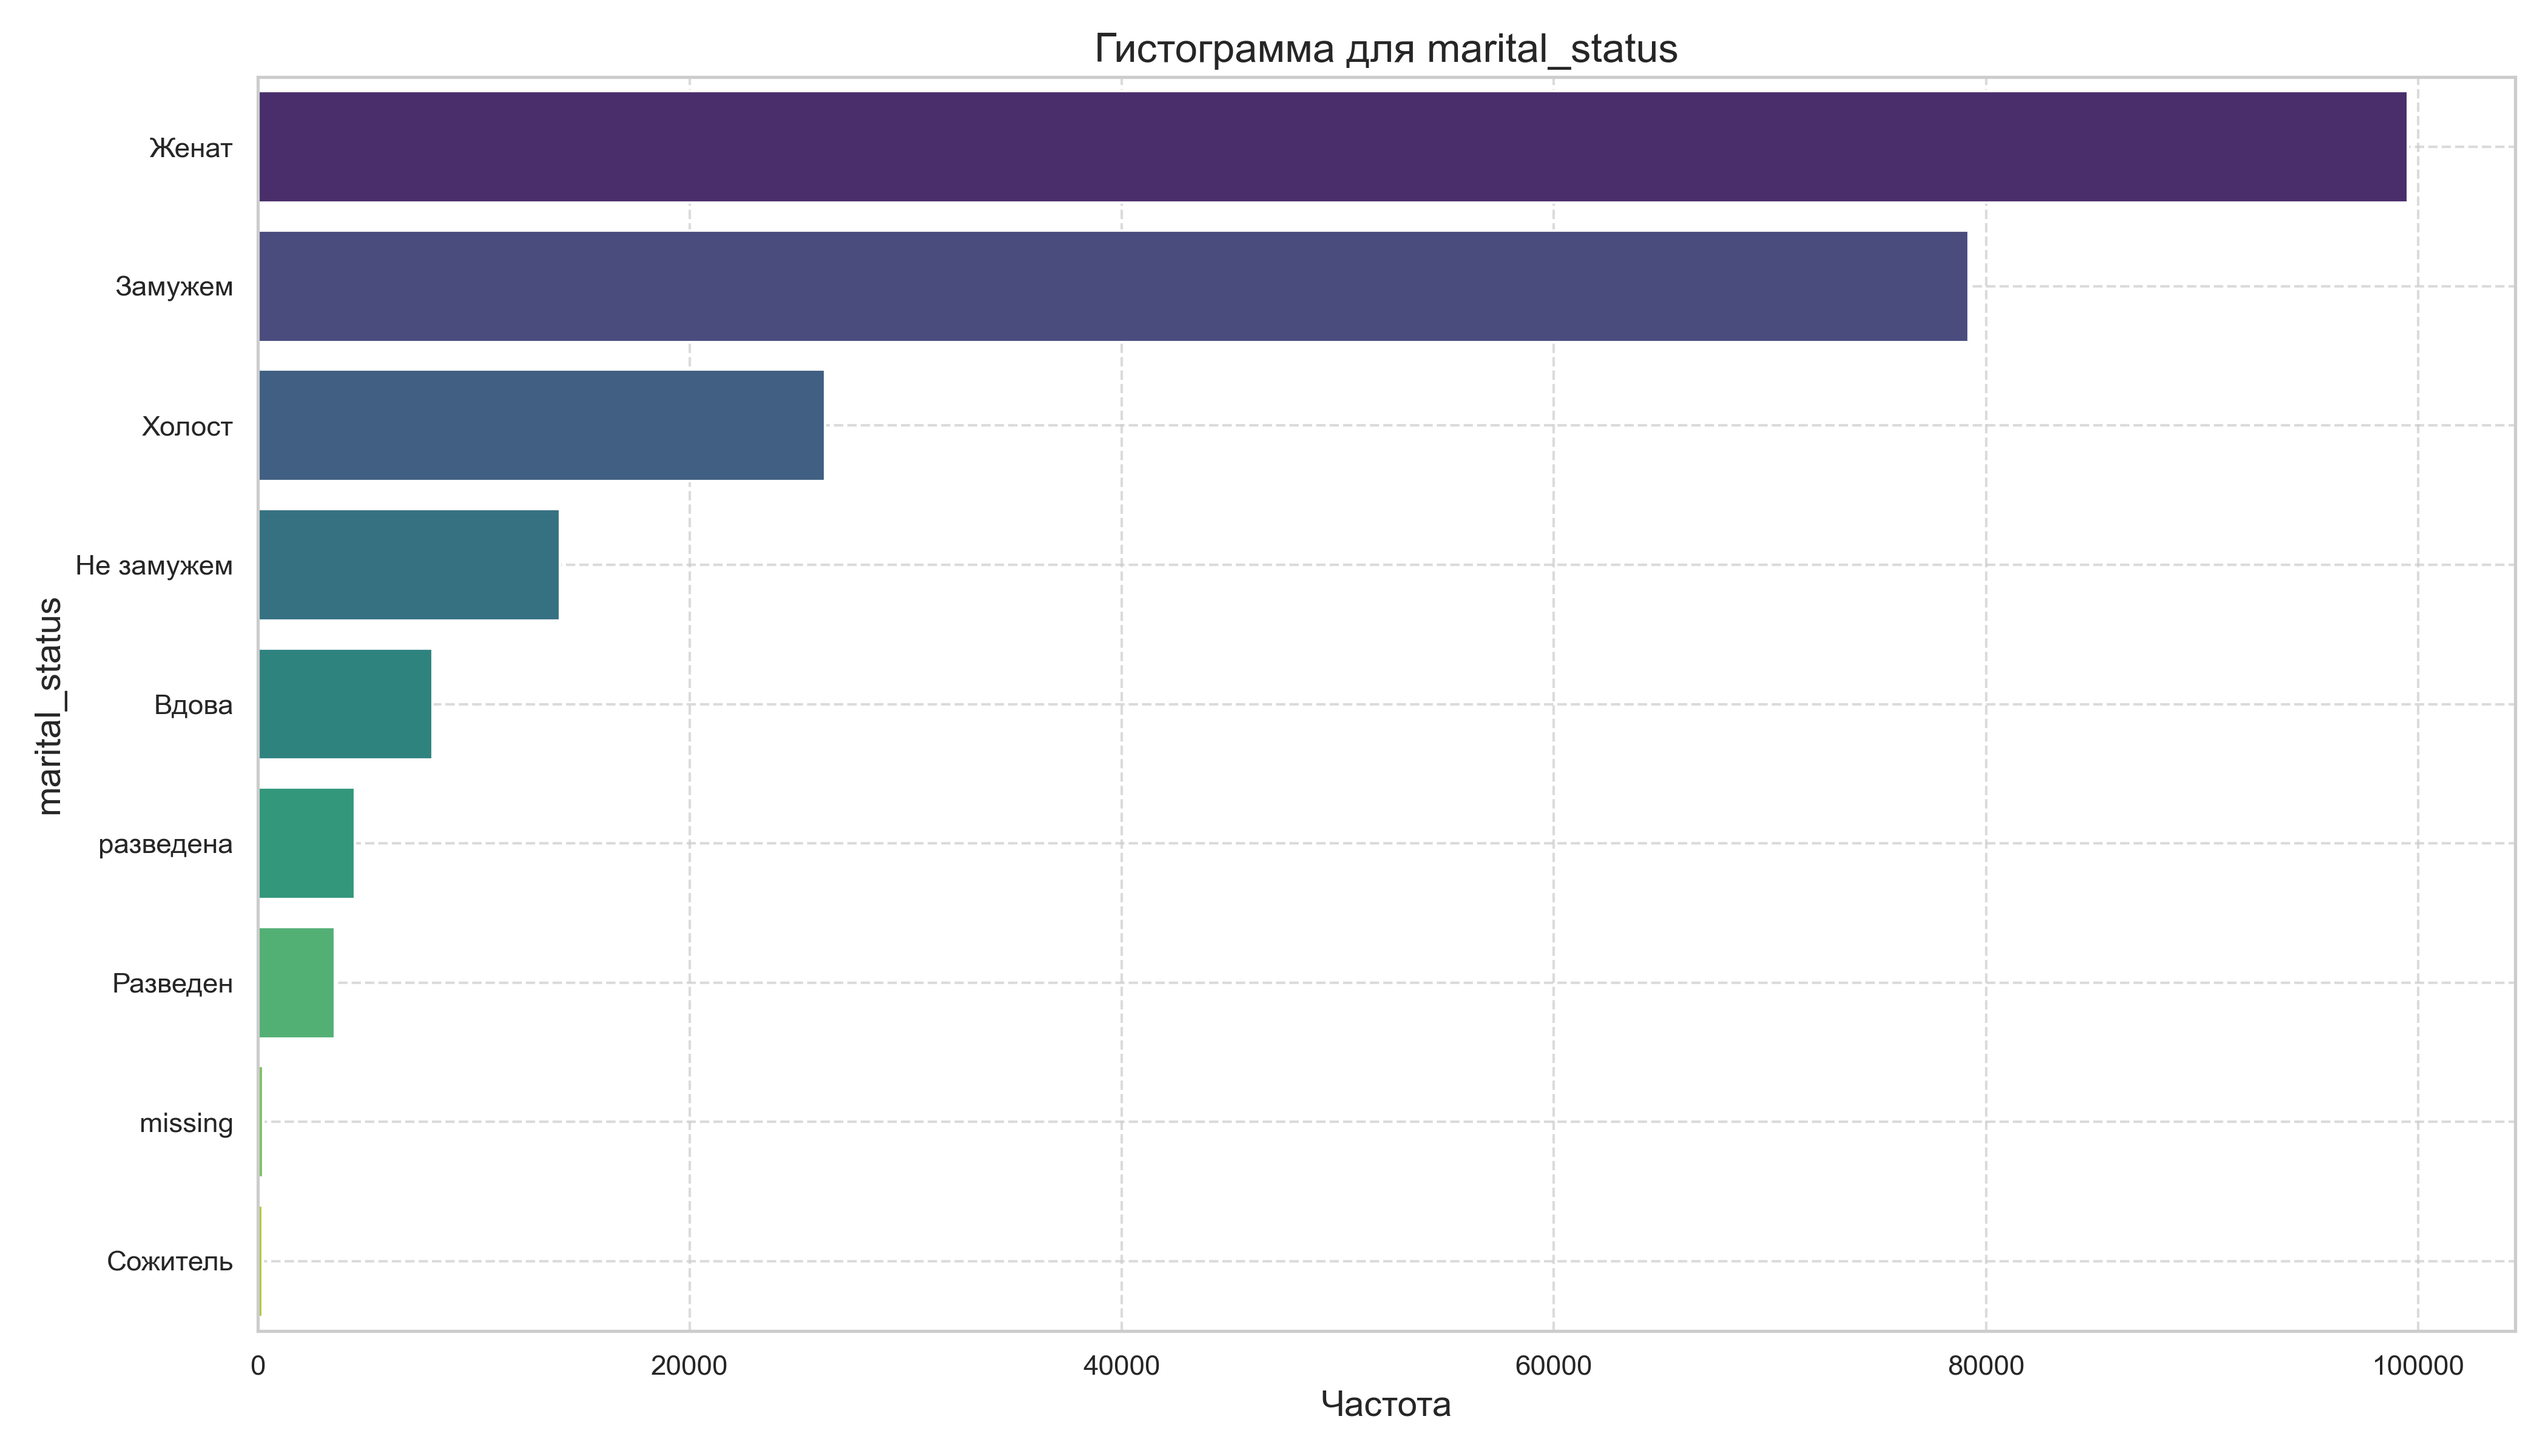 Гистограмма для marital_status
marital_status
Женат
Замужем
Холост
Не замужем
Вдова
разведена
Разведен
missing
Сожитель
0 20000 40000 60000 80000 100000
Частота